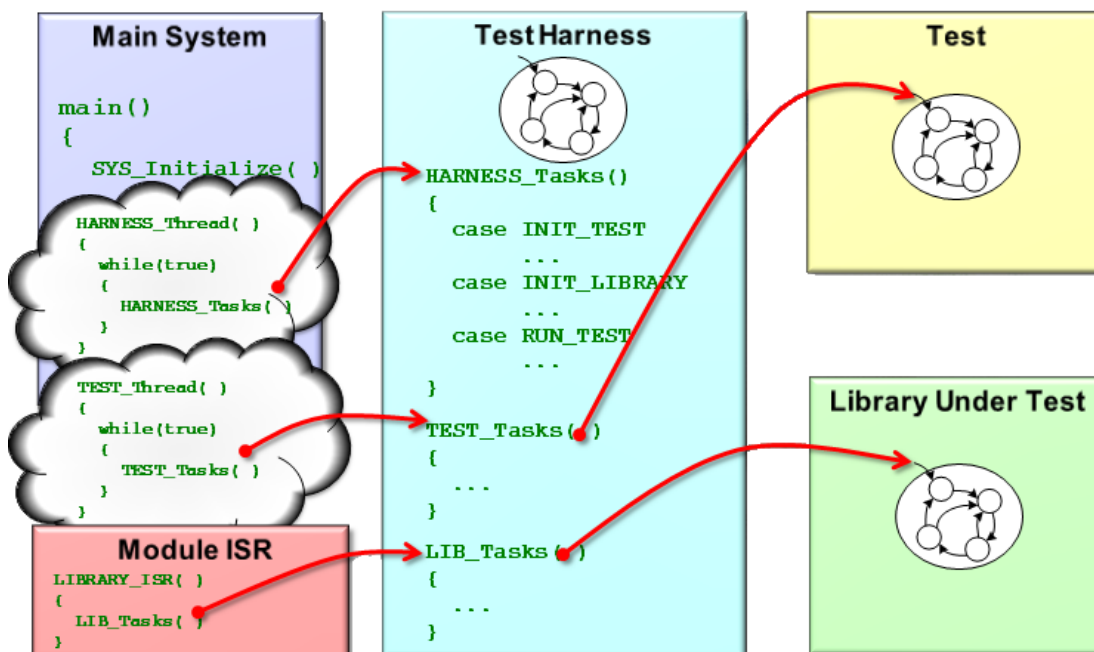 Main System
main()
{
SYS_Initialize( )
HARNESS_Thread( )
{
while(true)
{
HARNESS_Tasks( )
}
}
TEST_Thread( )
{
while(true)
{
TEST_Tasks( )
}
}
Module ISR
LIBRARY_ISR( )
{
LIB_Tasks( )
}
Test Harness
HARNESS_Tasks()
{
case INIT_TEST
...
case INIT_LIBRARY
...
case RUN_TEST
...
}
TEST_Tasks( )
{
...
}
LIB_Tasks( )
{
...
}
Test
Library Under Test